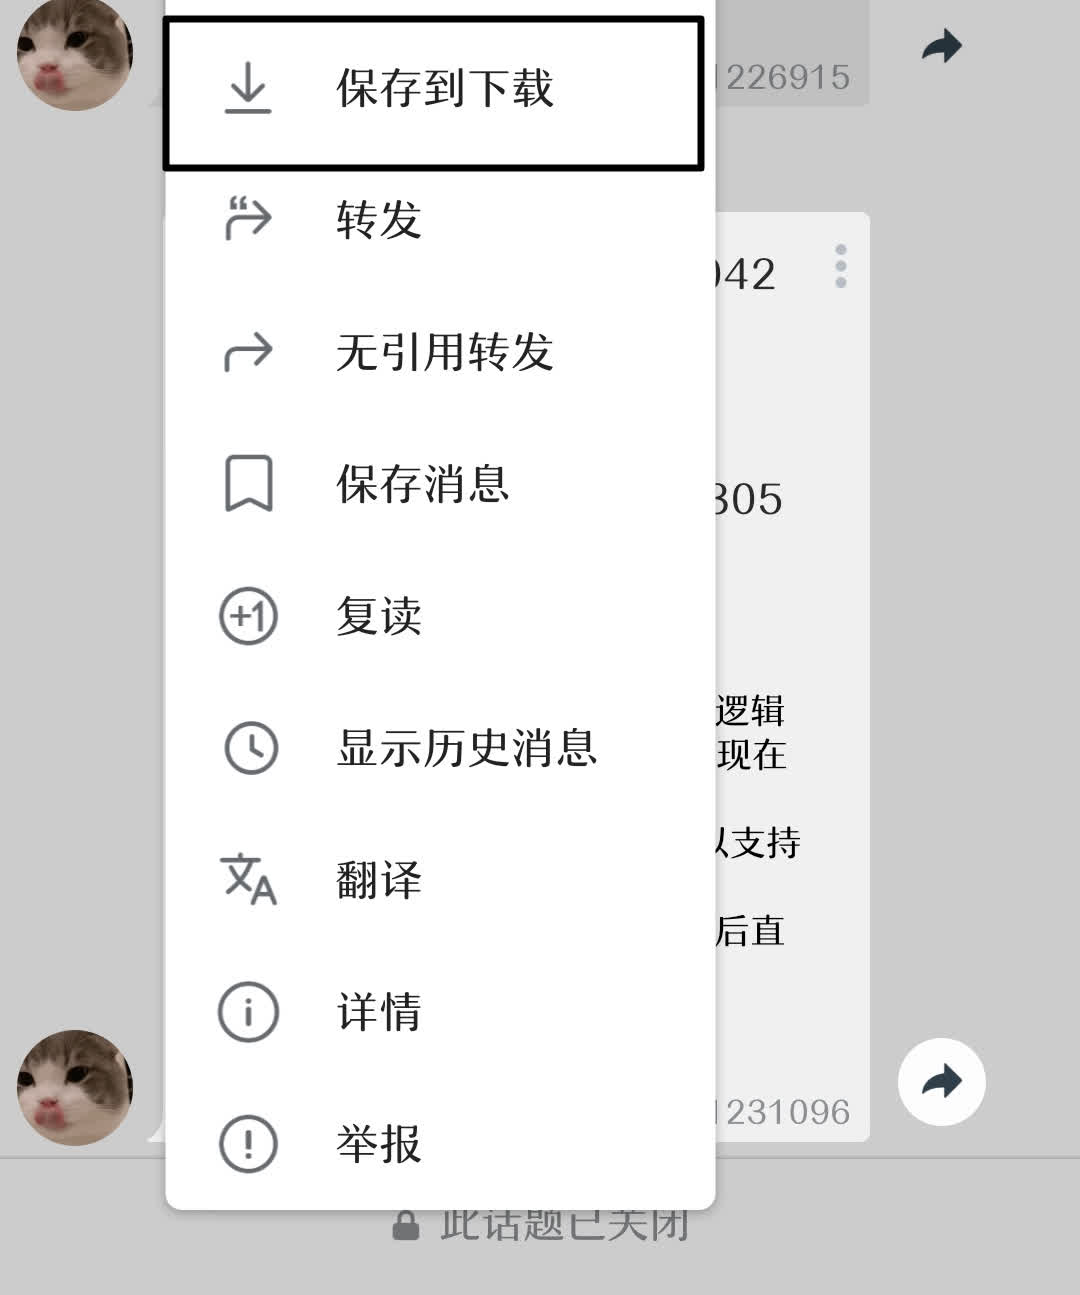 保存到下载
1226915
转发
042
无引用转发
305
保存消息
复读
逻辑
现在
显示历史消息
以支持
翻译
后直
详情
1231096
举报
此话题已关闭